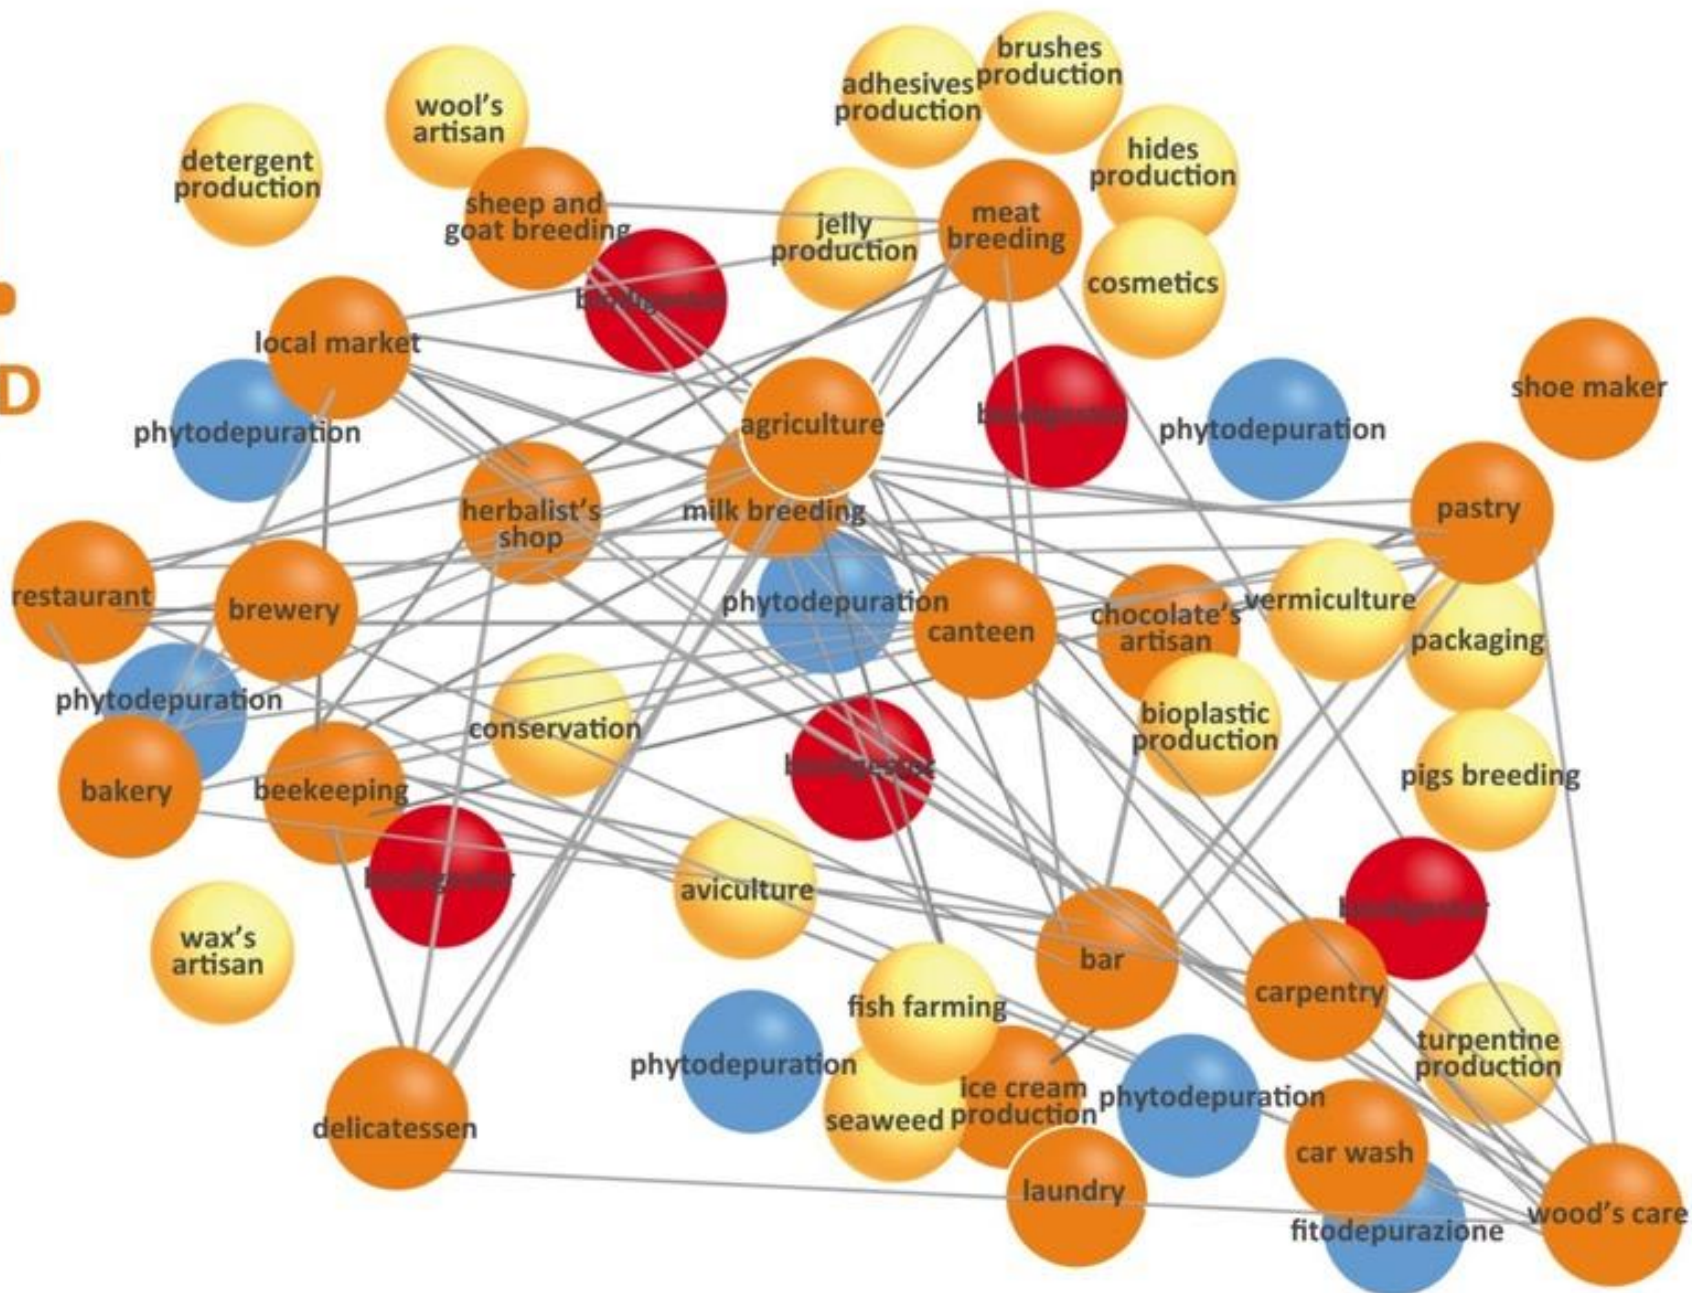 brushes
production
adhesives
production
wool's
artisan
hides
production
detergent
production
sheep and
goat breeding
meat
breeding
jelly
production
cosmetics
local market
D
shoe maker
agriculture
phytodepuration
phytodepuration
herbalist's
shop
milk breeding
pastry
restaurant
brewery
phytodepuration
canteen
chocolate's
artisan
vermiculture
packaging
phytodepuration
conservation
bioplastic
production
pigs breeding
bakery
beekeeping
aviculture
wax's
artisan
bar
carpentry
fish farming
turpentine
production
phytodepuration
seaweed
ice cream
production
phytodepuration
delicatessen
car wash
laundry
fitodepurazione
wood's care